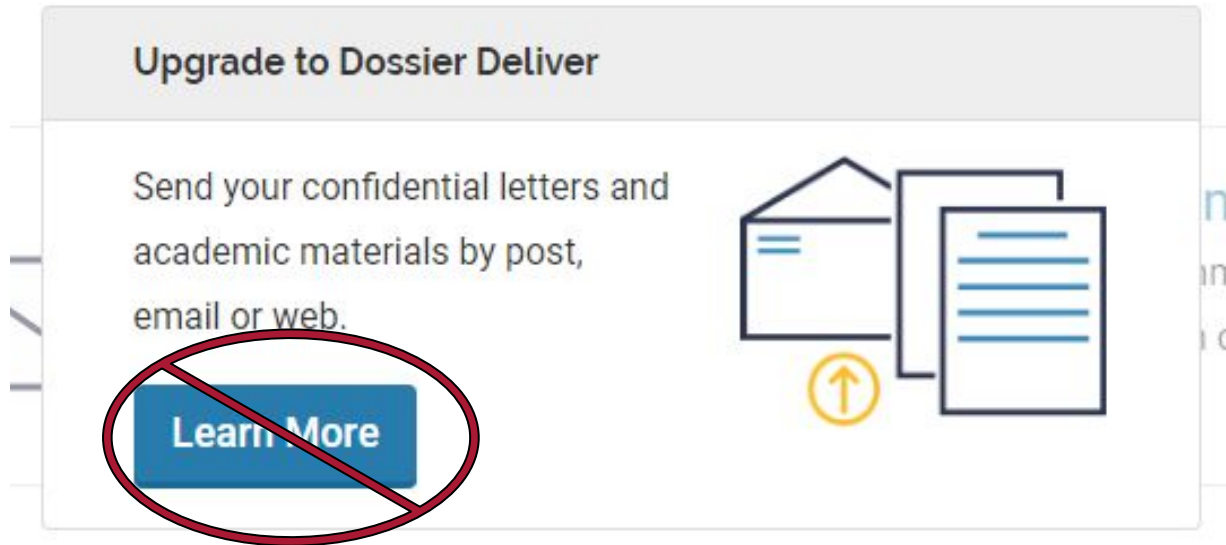 Upgrade to Dossier Deliver
Send your confidential letters and
academic materials by post,
email or web.
Learn More